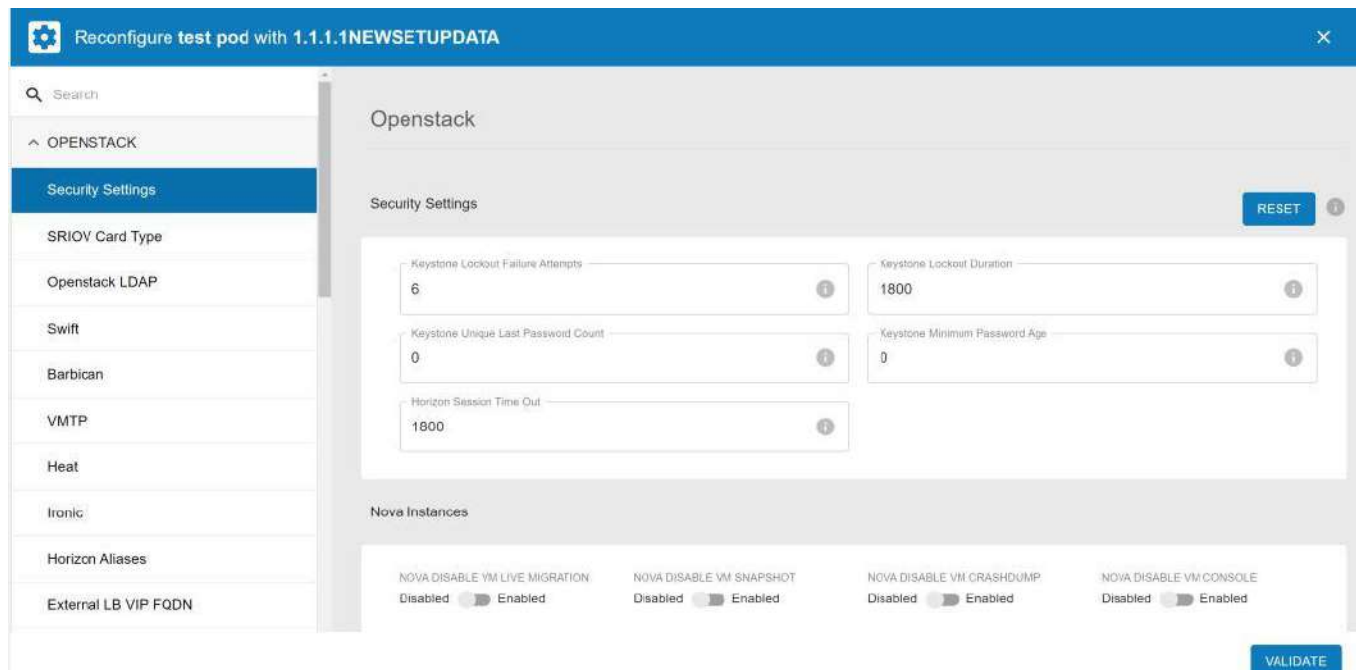 Reconfigure test pod with 1.1.1.1NEWSETUPDATA
Search
OPENSTACK
Security Settings
SRIOV Card Type
Openstack LDAP
Swift
Barbican
VMTP
Heat
Ironic
Horizon Aliases
External LB VIP FQDN
Openstack
Security Settings
RESET
Keystone Lockout Failure Attempts
6
Keystone Lockout Duration
1800
Keystone Unique Last Password Count
0
Keystone Minimum Password Age
0
Horizon Session Time Out
1800
Nova Instances
NOVA DISABLE VM LIVE MIGRATION
Disabled Enabled
NOVA DISABLE VM SNAPSHOT
Disabled Enabled
NOVA DISABLE VM CRASHDUMP
Disabled Enabled
NOVA DISABLE VM CONSOLE
Disabled Enabled
VALIDATE